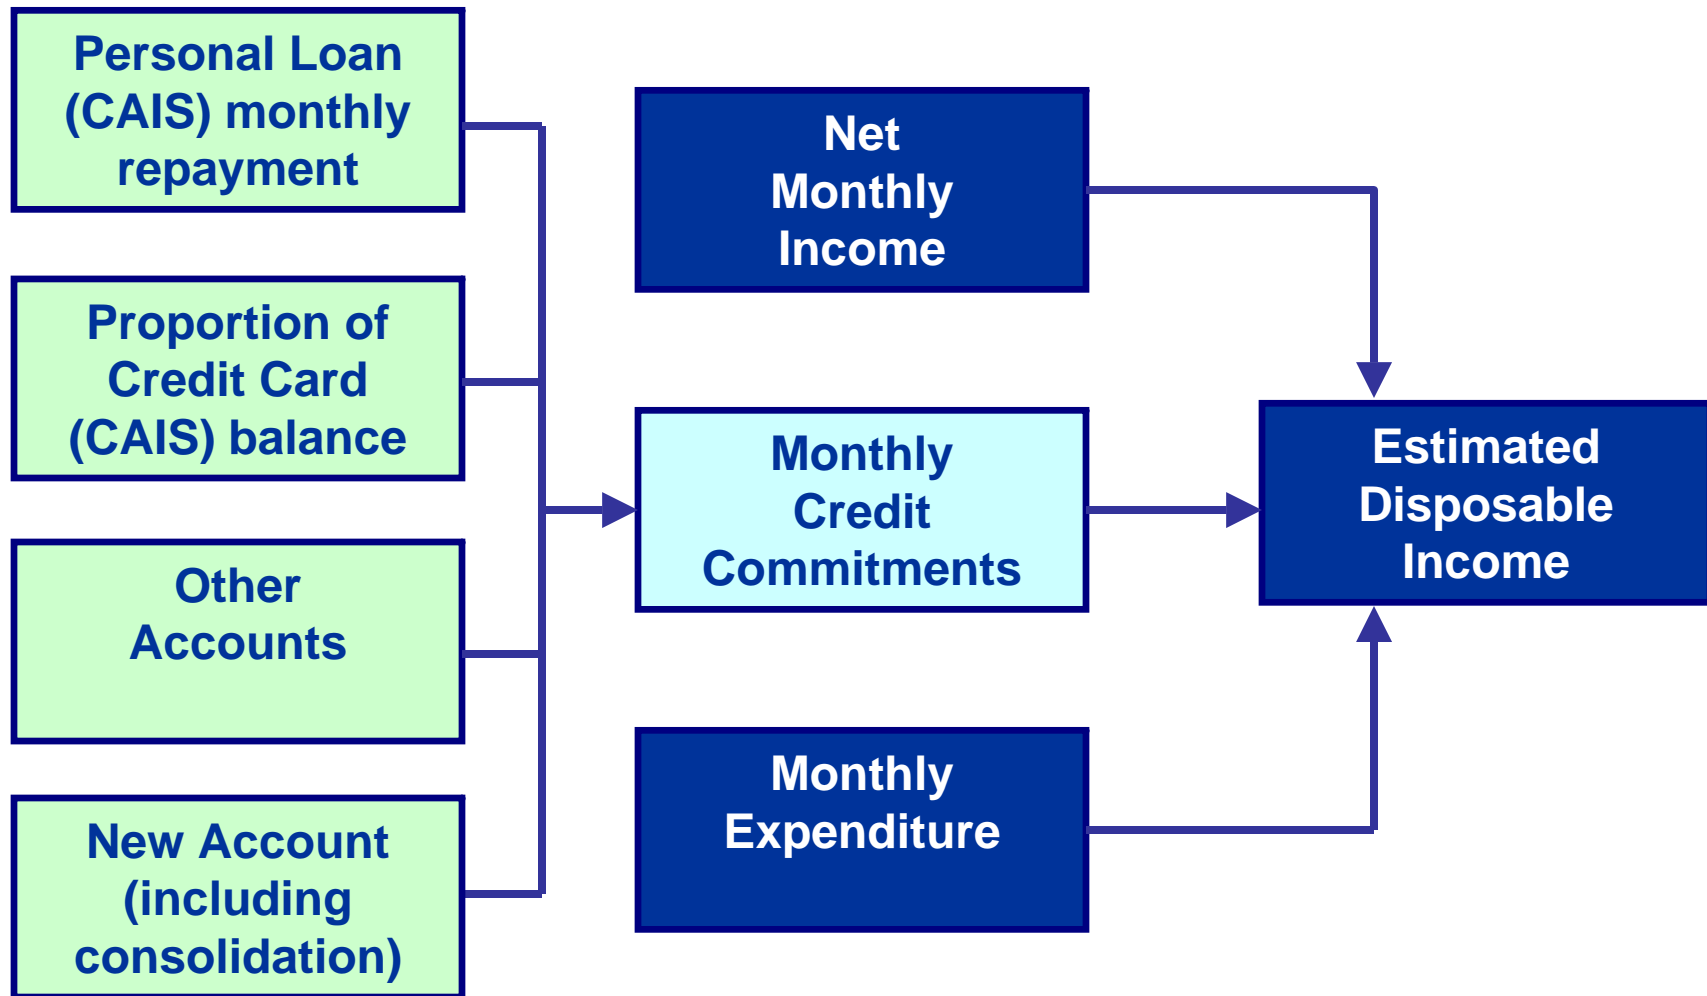 Personal Loan
(CAIS) monthly
repayment
Proportion of
Credit Card
(CAIS) balance
Other
Accounts
New Account
(including
consolidation)
Net
Monthly
Income
Monthly
Credit
Commitments
Monthly
Expenditure
Estimated
Disposable
Income